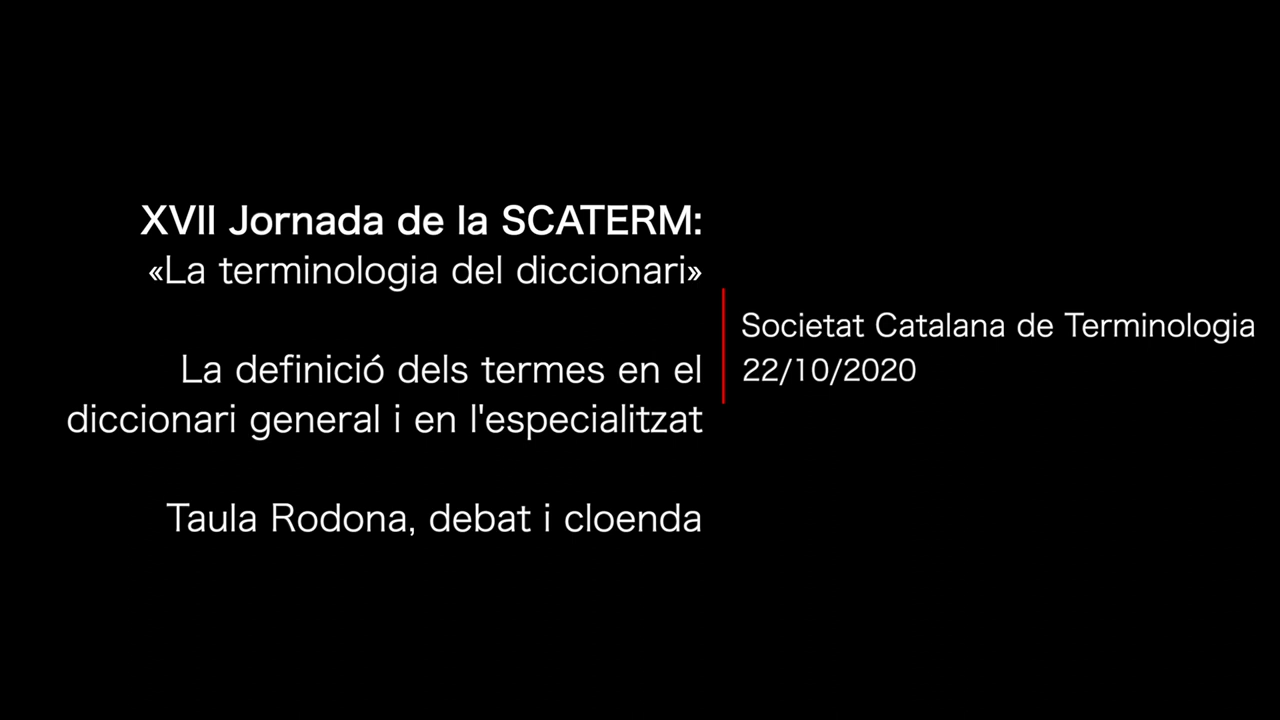 XVII Jornada de la SCATERM:
«La terminologia del diccionari»
La definició dels termes en el
diccionari general i en l'especialitzat
Taula Rodona, debat i cloenda
Societat Catalana de Terminologia
22/10/2020